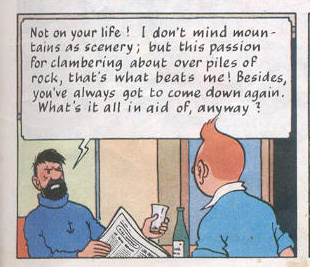 Not on your life! I don't mind moun-
tains as scenery; but this passion
for clambering about over piles of
rock, that's what beats me! Besides,
you've always got to come down again.
What's it all in aid of, anyway?